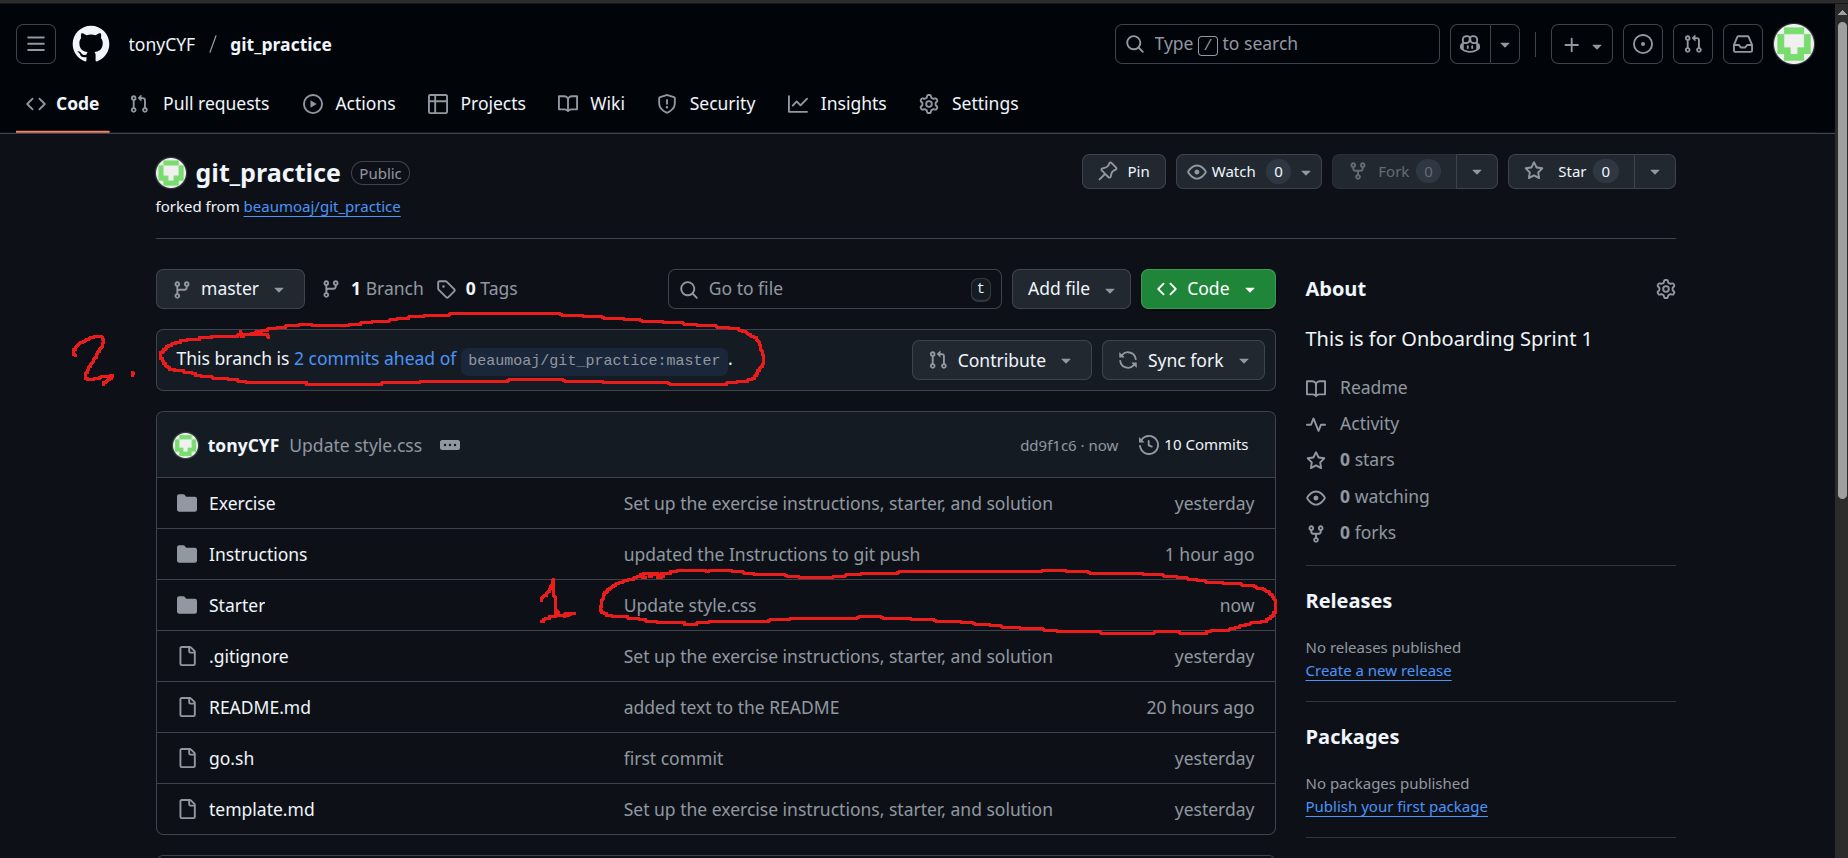 tonyCYF / git_practice
Type / to search
Code Pull requests Actions Projects Wiki Security Insights Settings
git_practice Public
Pin Watch 0 Fork 0 Star 0
forked from beaumoaj/git_practice
master 1 Branch 0 Tags Go to file t Add file Code
2. This branch is 2 commits ahead of beaumoaj/git_practice:master . Contribute Sync fork
tonyCYF Update style.css dd9f1c6 · now 10 Commits
Exercise Set up the exercise instructions, starter, and solution yesterday
Instructions updated the Instructions to git push 1 hour ago
Starter 1 Update style.css now
.gitignore Set up the exercise instructions, starter, and solution yesterday
README.md added text to the README 20 hours ago
go.sh first commit yesterday
template.md Set up the exercise instructions, starter, and solution yesterday
About
This is for Onboarding Sprint 1
Readme
Activity
0 stars
0 watching
0 forks
Releases
No releases published
Create a new release
Packages
No packages published
Publish your first package